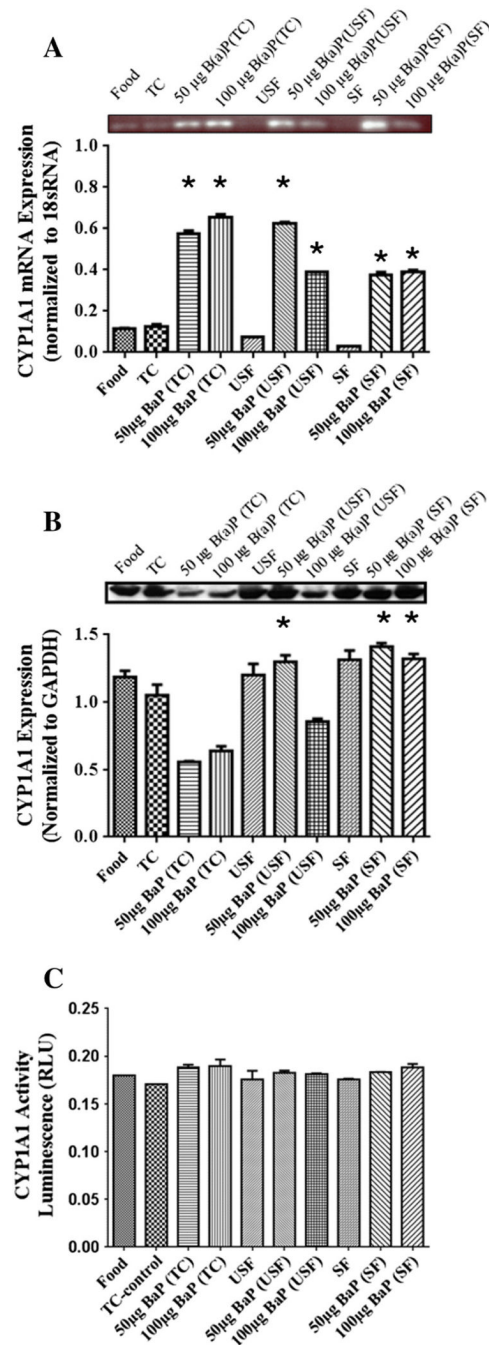 A
Food
TC
50 µg B(a)P(TC)
100 µg B(a)P(TC)
USF
50 µg B(a)P(USF)
100 µg B(a)P(USF)
SF
50 µg B(a)P(SF)
100 µg B(a)P(SF)
CYP1A1 mRNA Expression
(normalized to 18sRNA)
1.0
0.8
0.6
0.4
0.2
0.0
* * * * * *
Food
TC
50µg BaP (TC)
100µg BaP (TC)
USF
50µg BaP (USF)
100µg BaP (USF)
SF
50µg BaP (SF)
100µg BaP (SF)
B
Food
TC
50 µg B(a)P (TC)
100 µg B(a)P (TC)
USF
50 µg B(a)P (USF)
100 µg B(a)P (USF)
SF
50 µg B(a)P (SF)
100 µg B(a)P (SF)
CYP1A1 Expression
(Normalized to GAPDH)
1.5
1.0
0.5
0.0
* * *
Food
TC
50µg BaP (TC)
100µg BaP (TC)
USF
50µg BaP (USF)
100µg BaP (USF)
SF
50µg BaP (SF)
100µg BaP (SF)
C
CYP1A1 Activity
Luminescence (RLU)
0.25
0.20
0.15
0.10
0.05
0.00
Food
TC-control
50µg BaP (TC)
100µg BaP (TC)
USF
50µg BaP (USF)
100µg BaP (USF)
SF
50µg BaP (SF)
100µg BaP (SF)